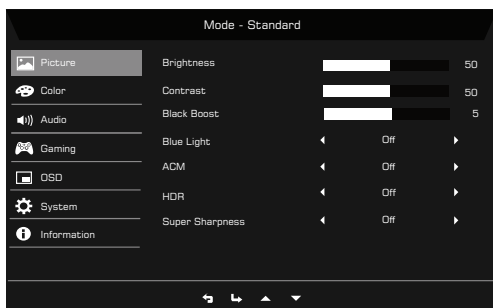 Mode - Standard
Picture
Color
Audio
Gaming
OSD
System
Information
Brightness 50
Contrast 50
Black Boost 5
Blue Light Off
ACM Off
HDR Off
Super Sharpness Off